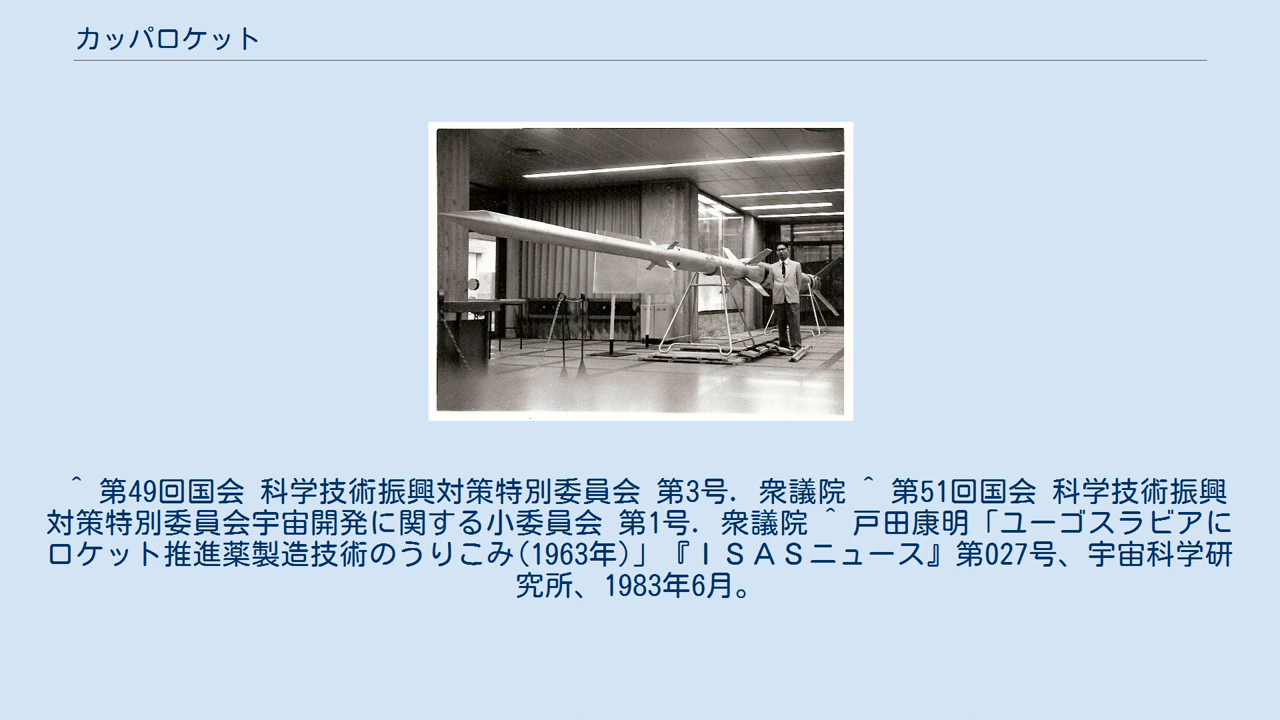 カッパロケット
＾ 第49回国会 科学技術振興対策特別委員会 第3号．衆議院 ＾ 第51回国会 科学技術振興
対策特別委員会宇宙開発に関する小委員会 第1号．衆議院 ＾ 戸田康明「ユーゴスラビアに
ロケット推進薬製造技術のうりこみ(1963年)」『ＩＳＡＳニュース』第027号、宇宙科学研
究所、1983年6月。